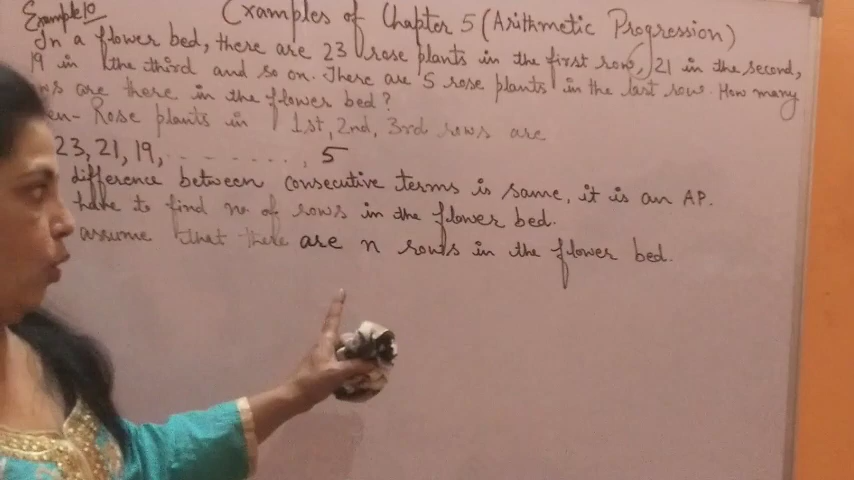 Examples of Chapter 5 (Arithmetic Progression)
Example 10
In a flower bed, there are 23 rose plants in the first row, 21 in the second,
19 in the third and so on. There are 5 rose plants in the last row. How many
are there in the flower bed?
Rose plants in 1st, 2nd, 3rd rows are
23, 21, 19, - - - - - - - - , 5
difference between consecutive terms is same, it is an AP.
have to find no. of rows in the flower bed.
assume that there are n rows in the flower bed.